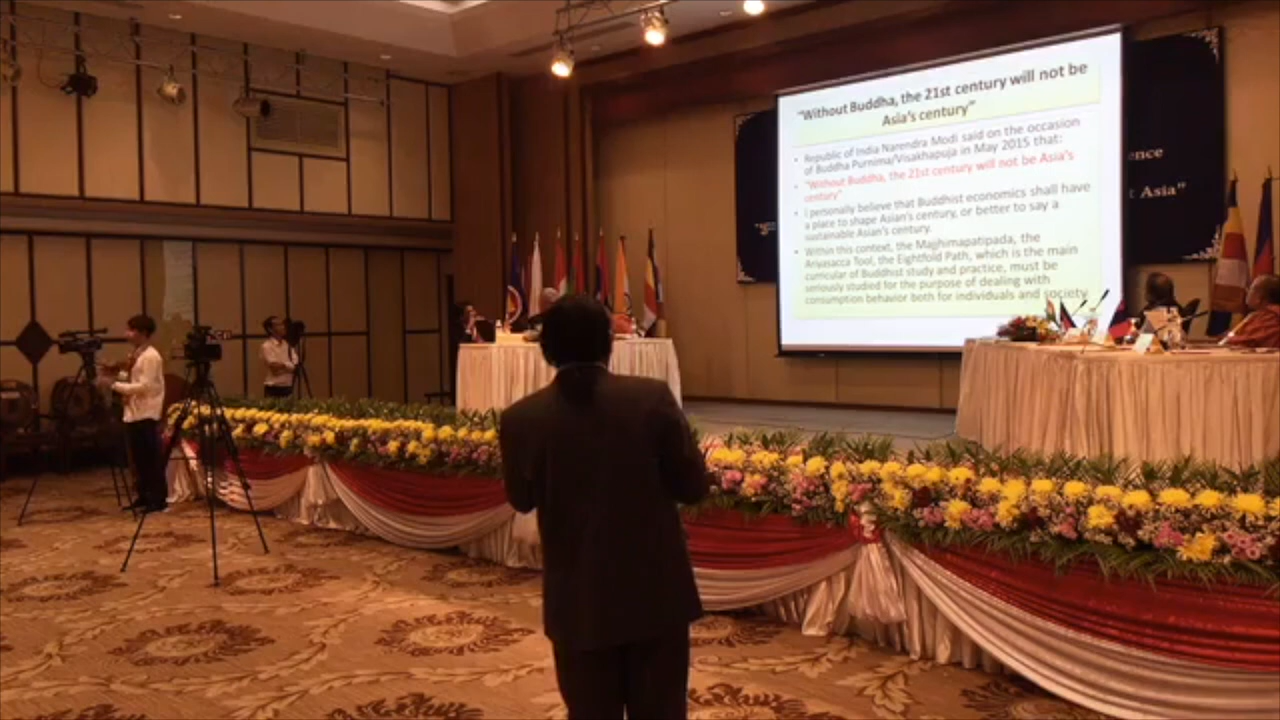 "Without Buddha, the 21st century will not be
Asia's century"
• Republic of India Narendra Modi said on the occasion
of Buddha Purnima/Visakhapuja in May 2015 that:
• "Without Buddha, the 21st century will not be Asia's
century"
• I personally believe that Buddhist economics shall have
a place to shape Asian's century, or better to say a
sustainable Asian's century.
• Within this context, the Majjhimapatipada, the
Ariyasacca Tool, the Eightfold Path, which is the main
curricular of Buddhist study and practice, must be
seriously studied for the purpose of dealing with
consumption behavior both for individuals and society
Asia"